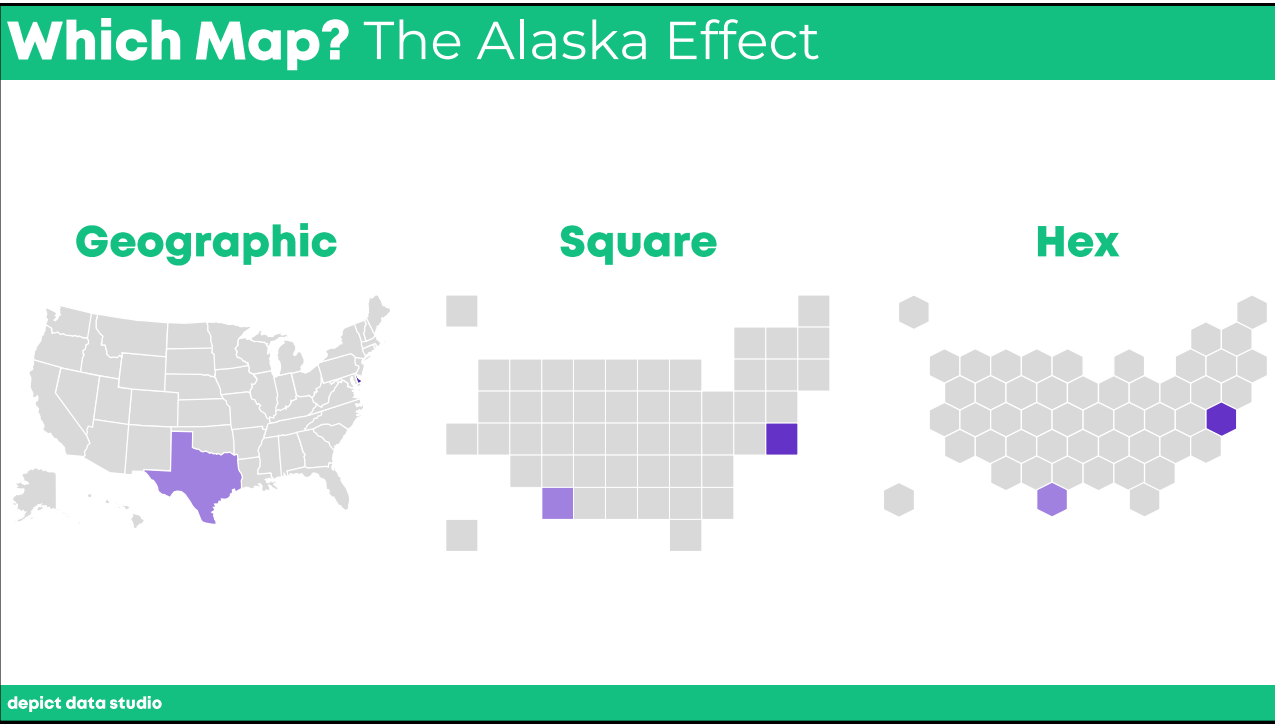 Which Map? The Alaska Effect
Geographic
Square
Hex
depict data studio